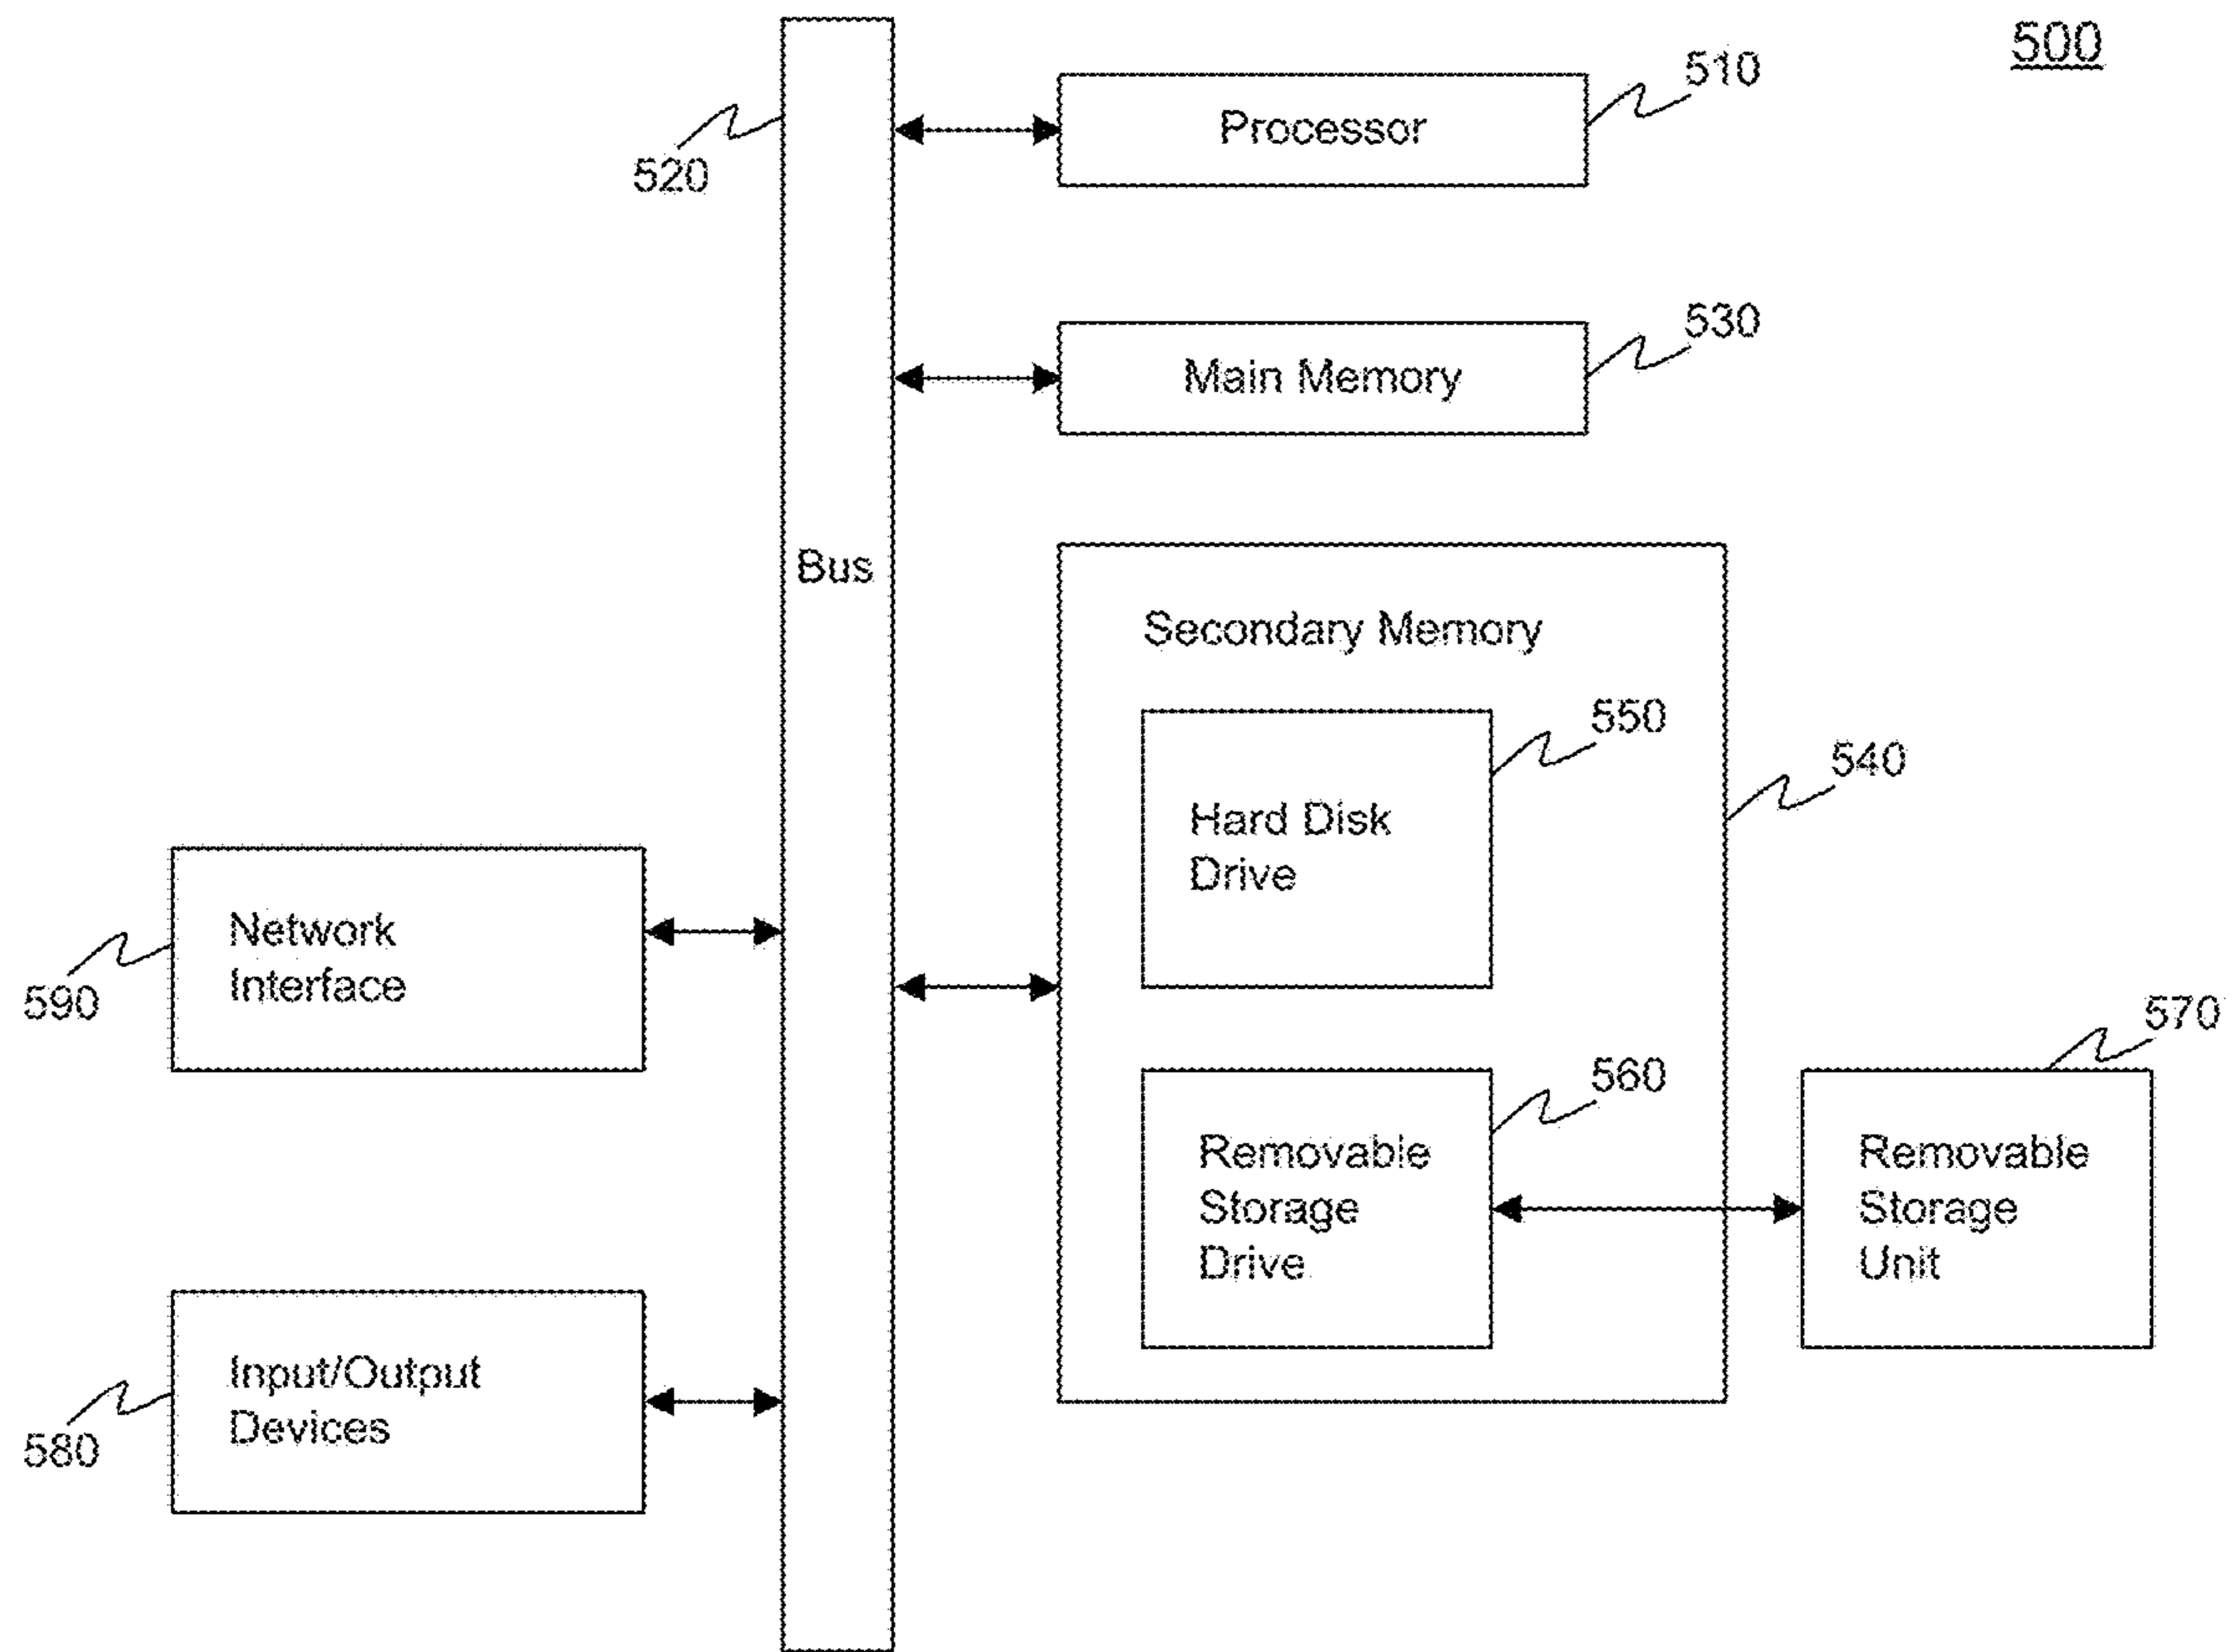 500
510
Processor
520
530
Main Memory
Bus
Secondary Memory
550
540
Hard Disk
Drive
Network
Interface
590
570
560
Removable
Storage
Drive
Removable
Storage
Unit
Input/Output
Devices
580